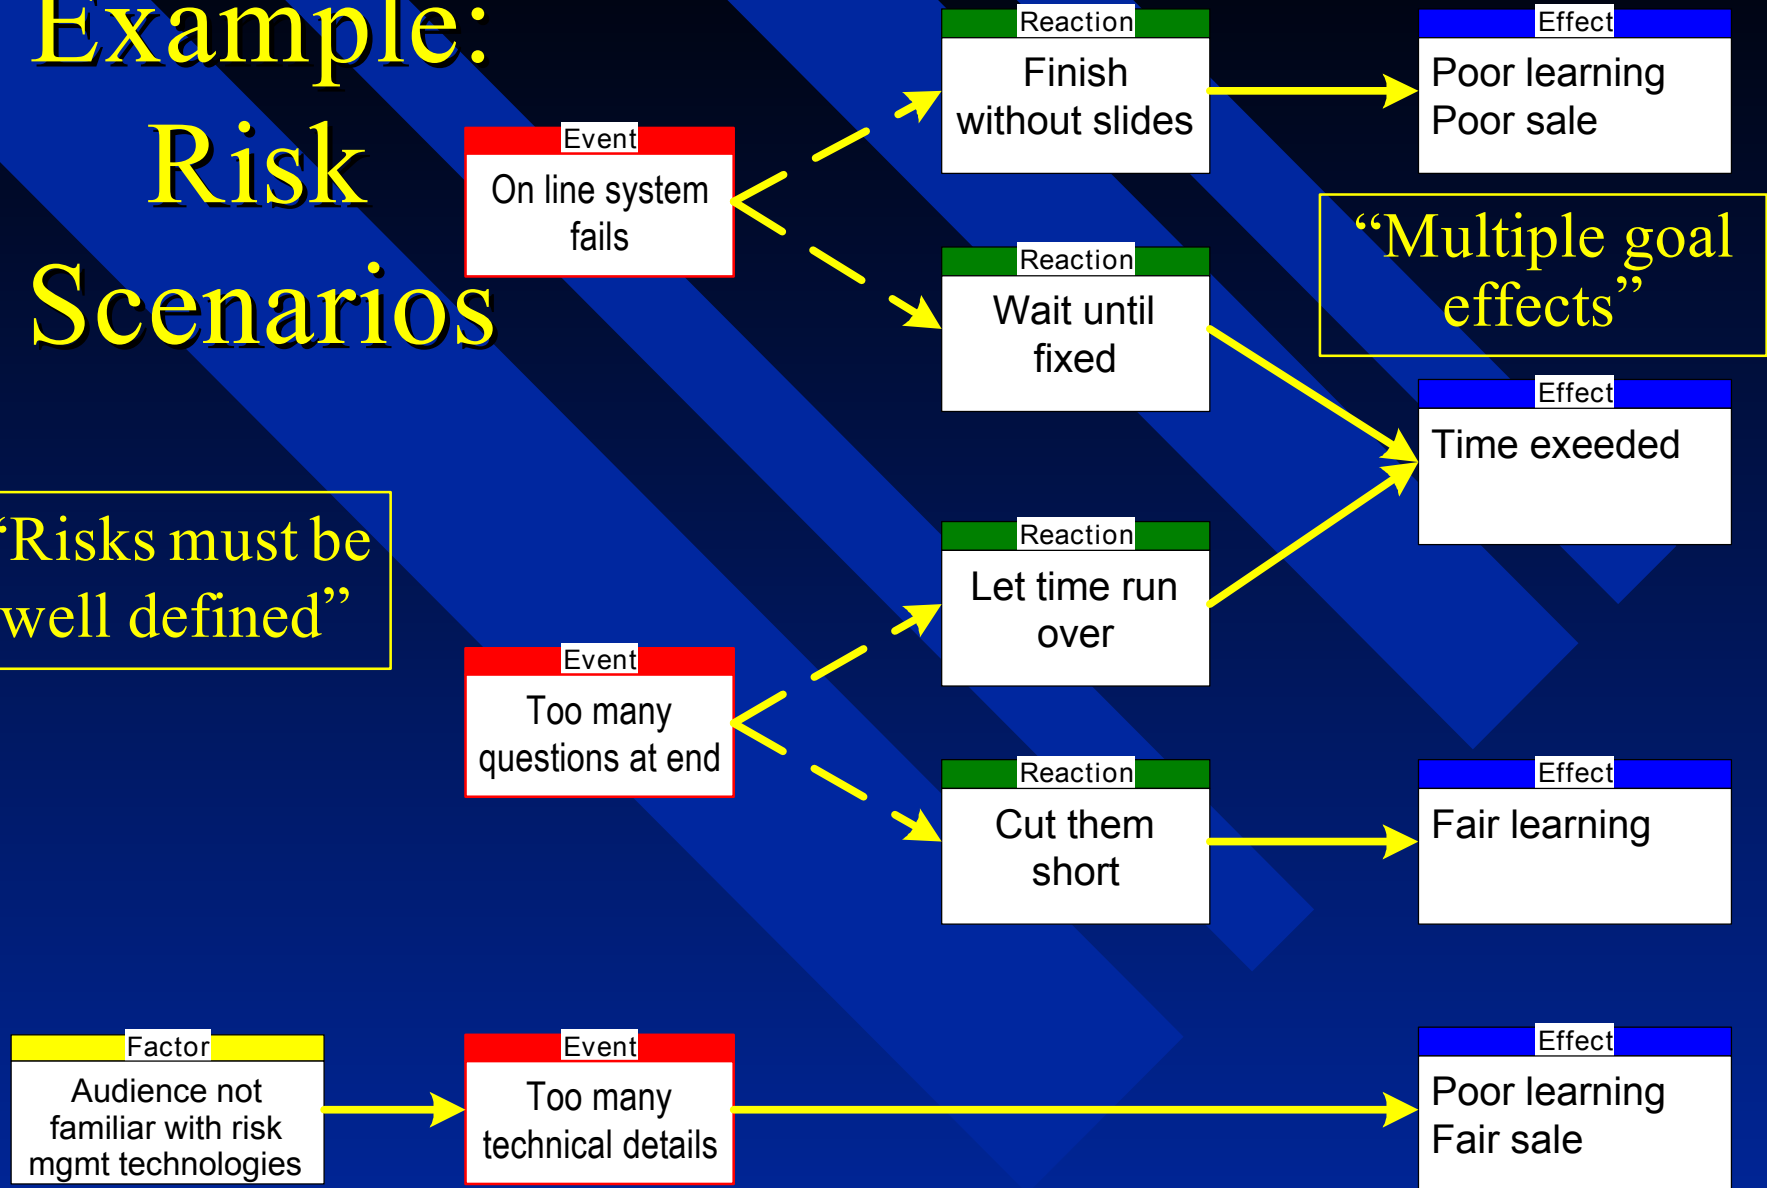 Example:
Risk
Scenarios
“Risks must be
well defined”
Factor
Audience not
familiar with risk
mgmt technologies
Event
On line system
fails
Event
Too many
questions at end
Event
Too many
technical details
Reaction
Finish
without slides
Reaction
Wait until
fixed
Reaction
Let time run
over
Reaction
Cut them
short
Effect
Poor learning
Poor sale
“Multiple goal
effects”
Effect
Time exeeded
Effect
Fair learning
Effect
Poor learning
Fair sale